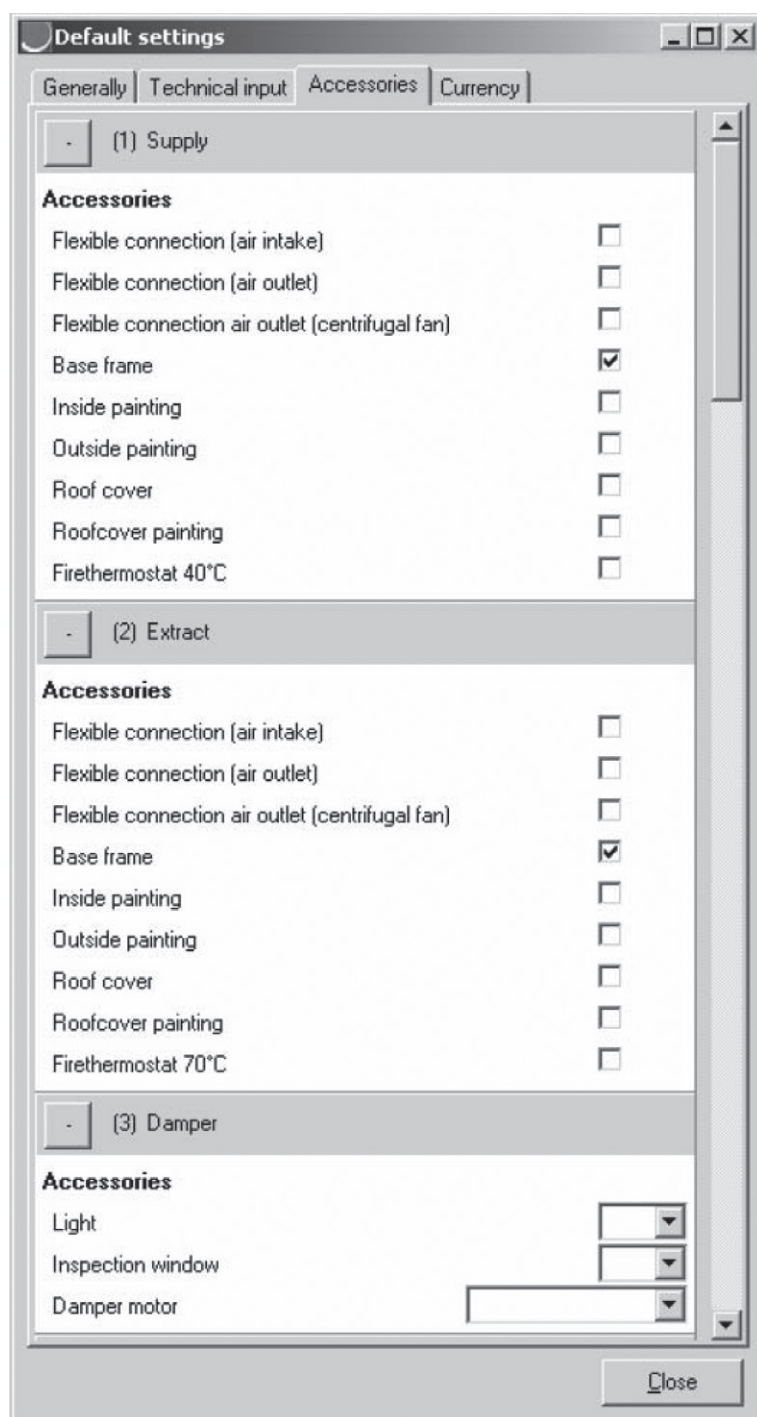 Default settings
Generally Technical input Accessories Currency
- (1) Supply
Accessories
Flexible connection (air intake)
Flexible connection (air outlet)
Flexible connection air outlet (centrifugal fan)
Base frame
Inside painting
Outside painting
Roof cover
Roofcover painting
Firethermostat 40°C
- (2) Extract
Accessories
Flexible connection (air intake)
Flexible connection (air outlet)
Flexible connection air outlet (centrifugal fan)
Base frame
Inside painting
Outside painting
Roof cover
Roofcover painting
Firethermostat 70°C
- (3) Damper
Accessories
Light
Inspection window
Damper motor
Close